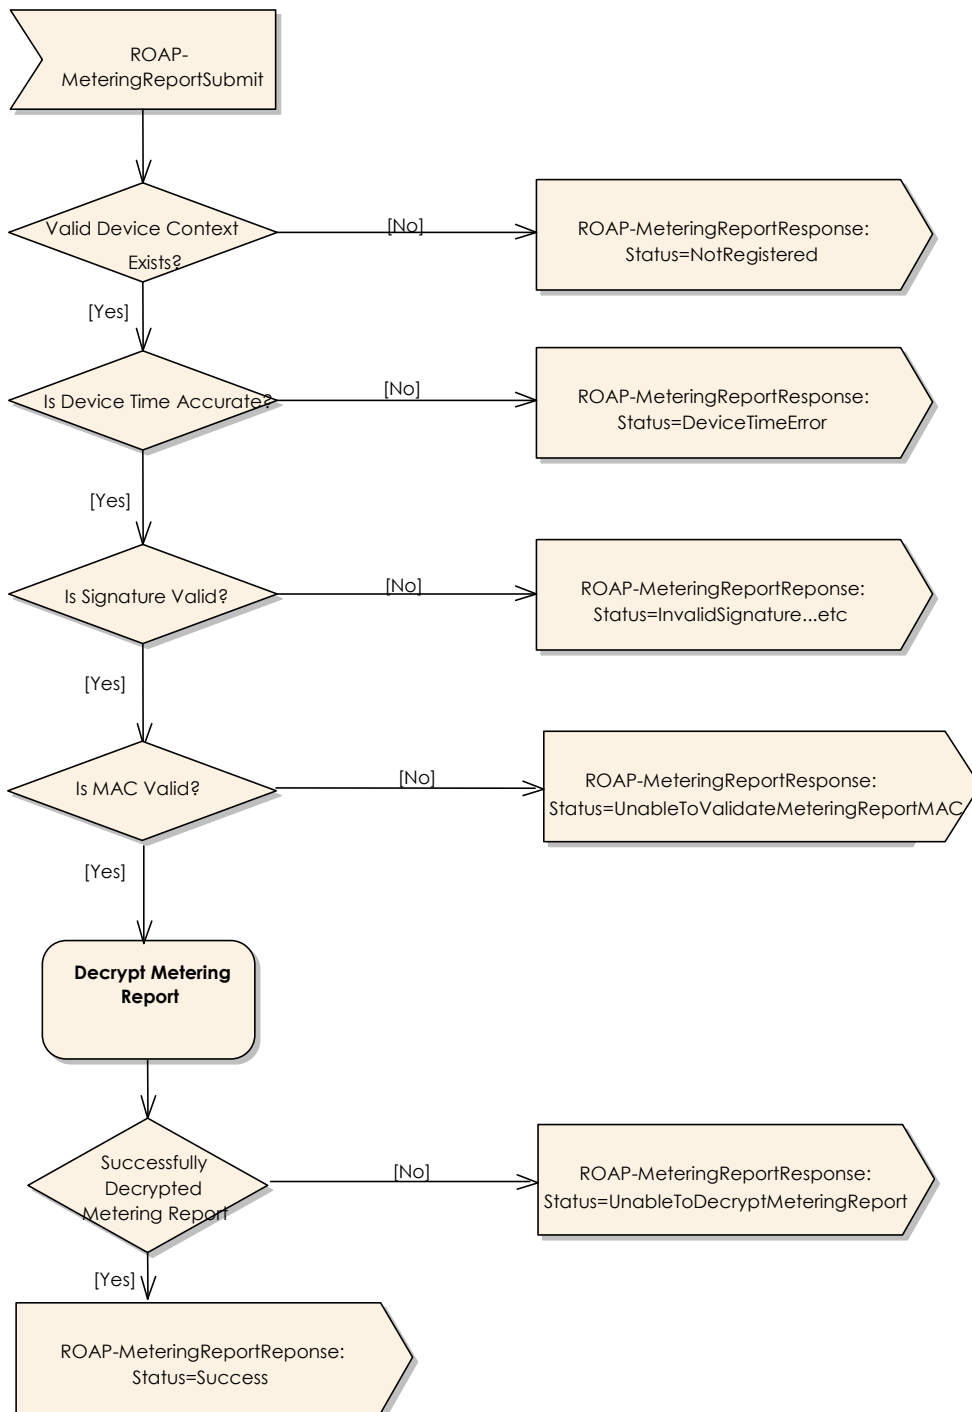 ROAP-
MeteringReportSubmit
Valid Device Context
Exists?
[No]
ROAP-MeteringReportResponse:
Status=NotRegistered
[Yes]
Is Device Time Accurate?
[No]
ROAP-MeteringReportResponse:
Status=DeviceTimeError
[Yes]
Is Signature Valid?
[No]
ROAP-MeteringReportReponse:
Status=InvalidSignature...etc
[Yes]
Is MAC Valid?
[No]
ROAP-MeteringReportResponse:
Status=UnableToValidateMeteringReportMAC
[Yes]
Decrypt Metering
Report
Successfully
Decrypted
Metering Report
[No]
ROAP-MeteringReportResponse:
Status=UnableToDecryptMeteringReport
[Yes]
ROAP-MeteringReportReponse:
Status=Success